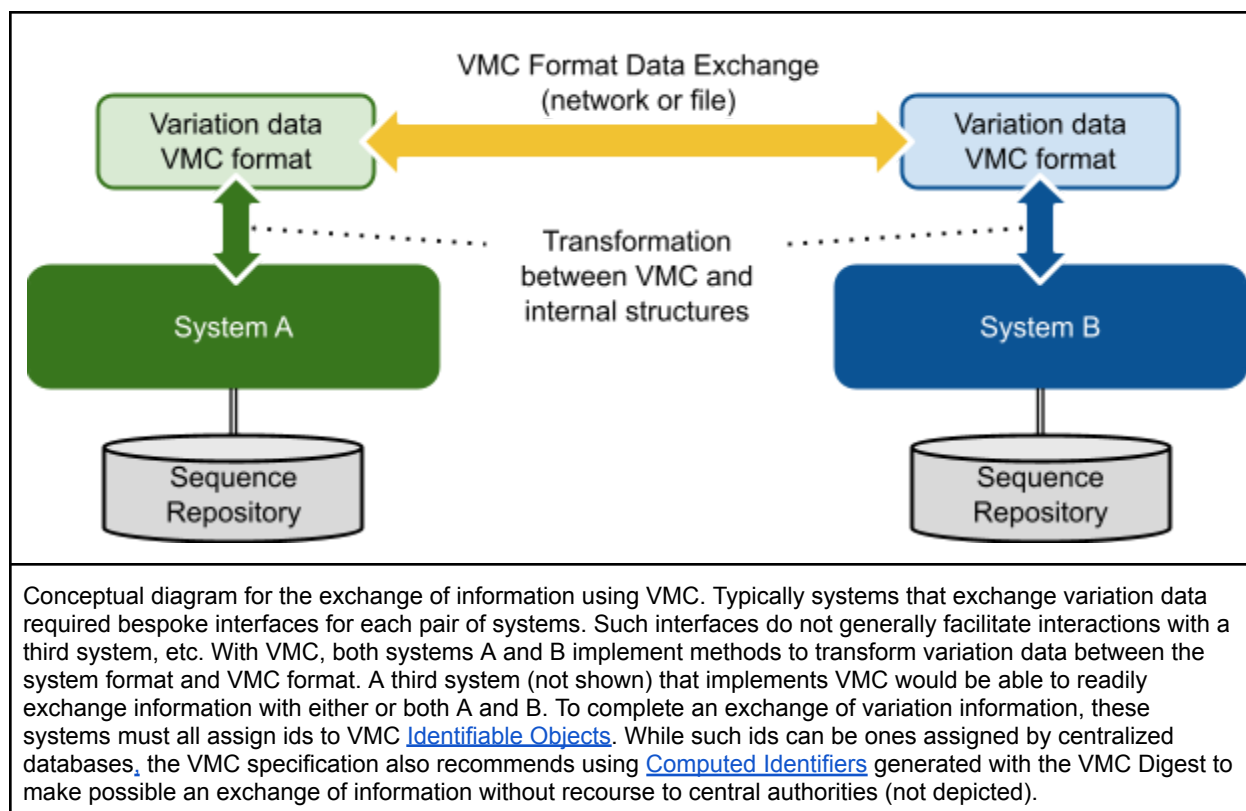 VMC Format Data Exchange
(network or file)
Variation data
VMC format
Variation data
VMC format
Transformation
between VMC and
internal structures
System A
System B
Sequence
Repository
Sequence
Repository
Conceptual diagram for the exchange of information using VMC. Typically systems that exchange variation data
required bespoke interfaces for each pair of systems. Such interfaces do not generally facilitate interactions with a
third system, etc. With VMC, both systems A and B implement methods to transform variation data between the
system format and VMC format. A third system (not shown) that implements VMC would be able to readily
exchange information with either or both A and B. To complete an exchange of variation information, these
systems must all assign ids to VMC Identifiable Objects. While such ids can be ones assigned by centralized
databases, the VMC specification also recommends using Computed Identifiers generated with the VMC Digest to
make possible an exchange of information without recourse to central authorities (not depicted).